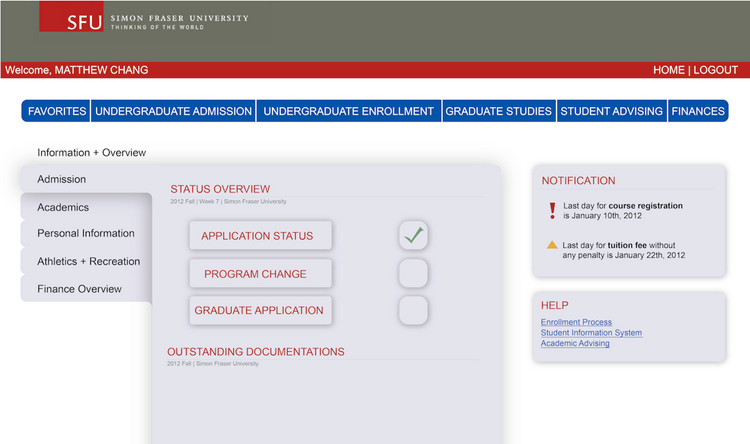 SFU
SIMON FRASER UNIVERSITY
THINKING OF THE WORLD
Welcome, MATTHEW CHANG
HOME | LOGOUT
FAVORITES
UNDERGRADUATE ADMISSION
UNDERGRADUATE ENROLLMENT
GRADUATE STUDIES
STUDENT ADVISING
FINANCES
Information + Overview
Admission
Academics
Personal Information
Athletics + Recreation
Finance Overview
STATUS OVERVIEW
2012 Fall | Week 7 | Simon Fraser University
APPLICATION STATUS
PROGRAM CHANGE
GRADUATE APPLICATION
OUTSTANDING DOCUMENTATIONS
2012 Fall | Simon Fraser University
NOTIFICATION
Last day for course registration
is January 10th, 2012
Last day for tuition fee without
any penalty is January 22th, 2012
HELP
Enrollment Process
Student Information System
Academic Advising